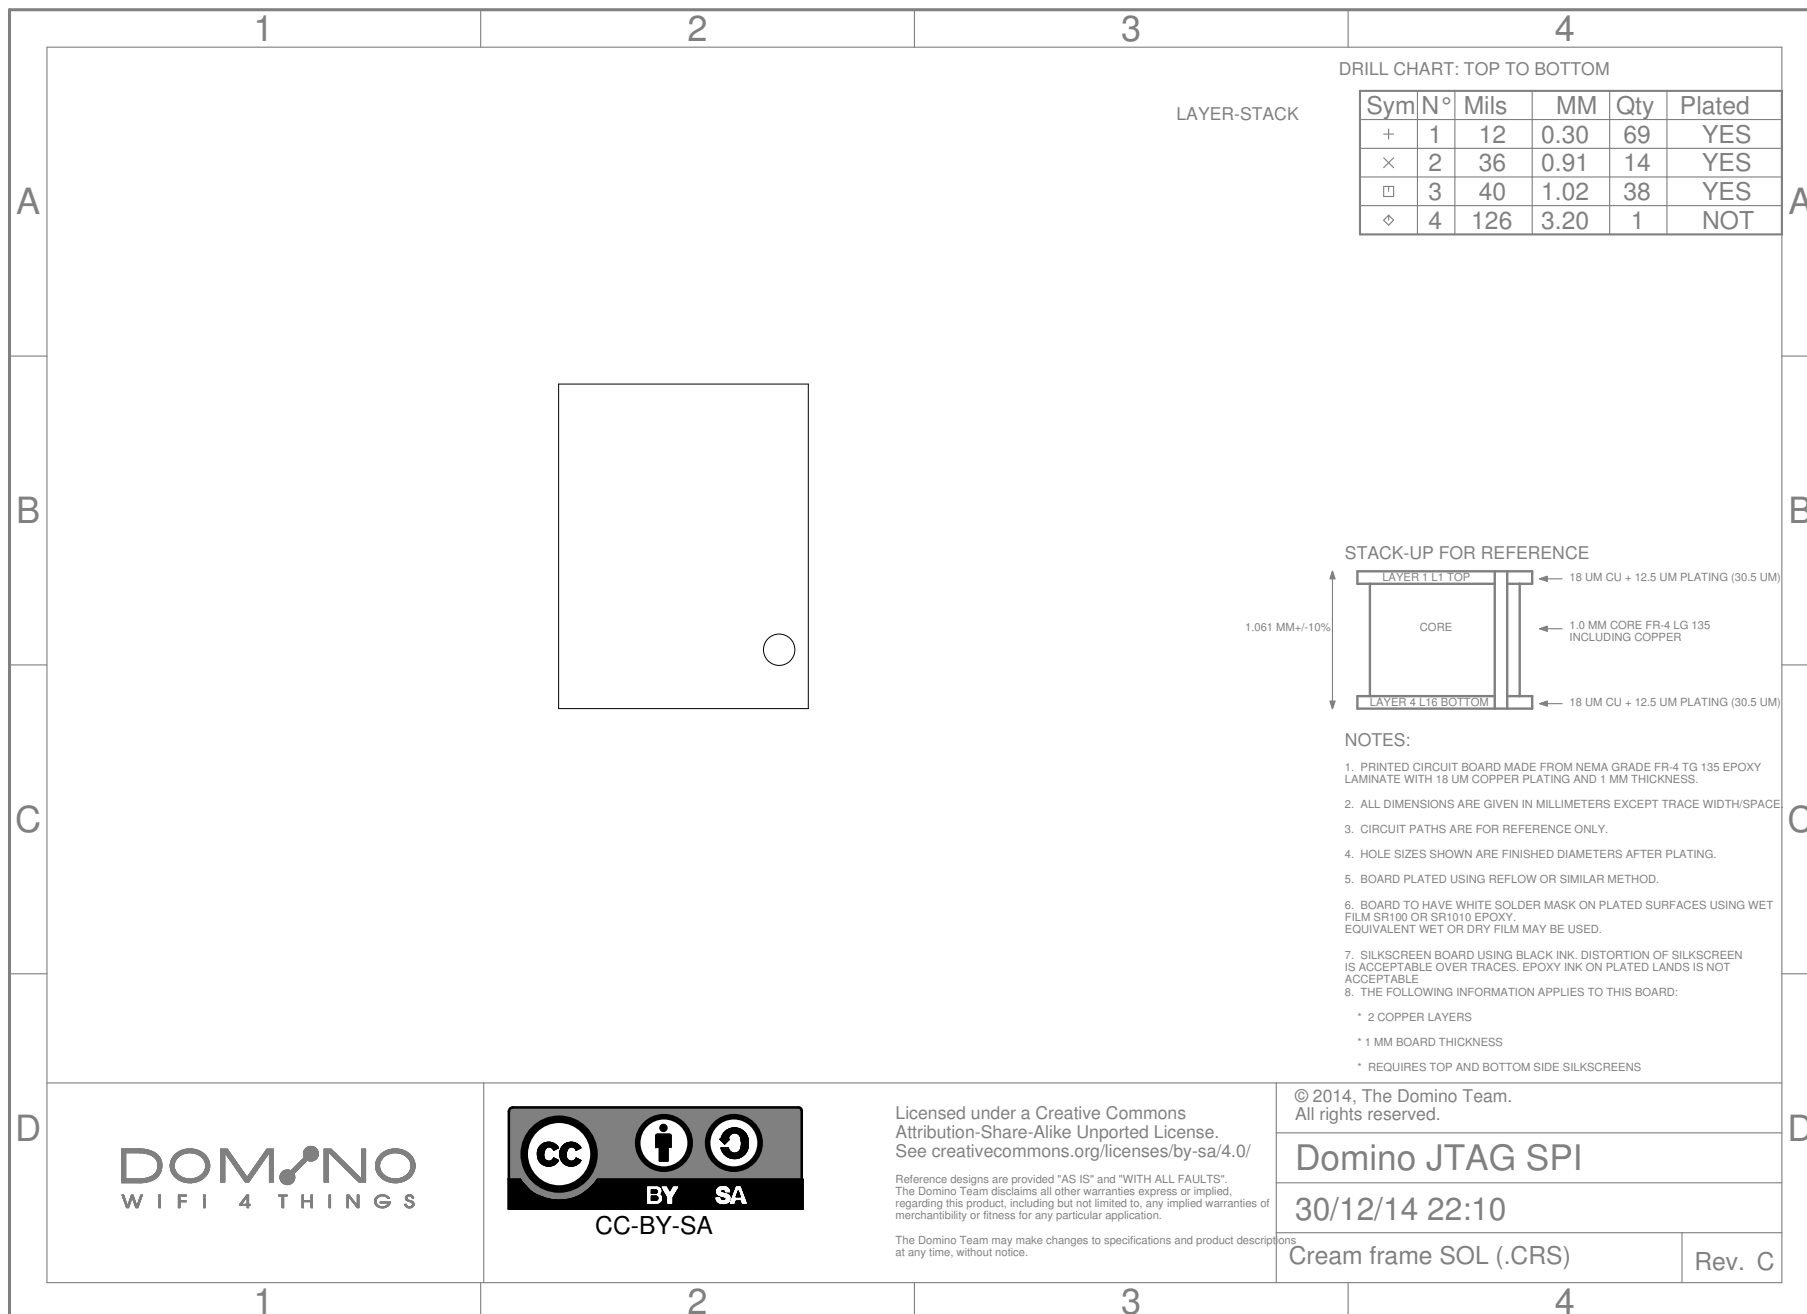 1 2 3 4
DRILL CHART: TOP TO BOTTOM
LAYER-STACK
Sym N° Mils MM Qty Plated
+ 1 12 0.30 69 YES
× 2 36 0.91 14 YES
3 40 1.02 38 YES
4 126 3.20 1 NOT
A A
B B
STACK-UP FOR REFERENCE
LAYER 1 L1 TOP
18 UM CU + 12.5 UM PLATING (30.5 UM)
1.061 MM+/-10%
CORE
1.0 MM CORE FR-4 LG 135
INCLUDING COPPER
LAYER 4 L16 BOTTOM
18 UM CU + 12.5 UM PLATING (30.5 UM)
NOTES:
1. PRINTED CIRCUIT BOARD MADE FROM NEMA GRADE FR-4 TG 135 EPOXY
LAMINATE WITH 18 UM COPPER PLATING AND 1 MM THICKNESS.
2. ALL DIMENSIONS ARE GIVEN IN MILLIMETERS EXCEPT TRACE WIDTH/SPACE
C C
3. CIRCUIT PATHS ARE FOR REFERENCE ONLY.
4. HOLE SIZES SHOWN ARE FINISHED DIAMETERS AFTER PLATING.
5. BOARD PLATED USING REFLOW OR SIMILAR METHOD.
6. BOARD TO HAVE WHITE SOLDER MASK ON PLATED SURFACES USING WET
FILM SR100 OR SR1010 EPOXY.
EQUIVALENT WET OR DRY FILM MAY BE USED.
7. SILKSCREEN BOARD USING BLACK INK. DISTORTION OF SILKSCREEN
IS ACCEPTABLE OVER TRACES. EPOXY INK ON PLATED LANDS IS NOT
ACCEPTABLE
8. THE FOLLOWING INFORMATION APPLIES TO THIS BOARD:
* 2 COPPER LAYERS
* 1 MM BOARD THICKNESS
* REQUIRES TOP AND BOTTOM SIDE SILKSCREENS
D D
DOMINO
WIFI 4 THINGS
CC
BY SA
CC-BY-SA
Licensed under a Creative Commons
Attribution-Share-Alike Unported License.
See creativecommons.org/licenses/by-sa/4.0/
Reference designs are provided "AS IS" and "WITH ALL FAULTS".
The Domino Team disclaims all other warranties express or implied,
regarding this product, including but not limited to, any implied warranties of
merchantibility or fitness for any particular application.
The Domino Team may make changes to specifications and product descriptions
at any time, without notice.
© 2014, The Domino Team.
All rights reserved.
Domino JTAG SPI
30/12/14 22:10
Cream frame SOL (.CRS)
Rev. C
1 2 3 4